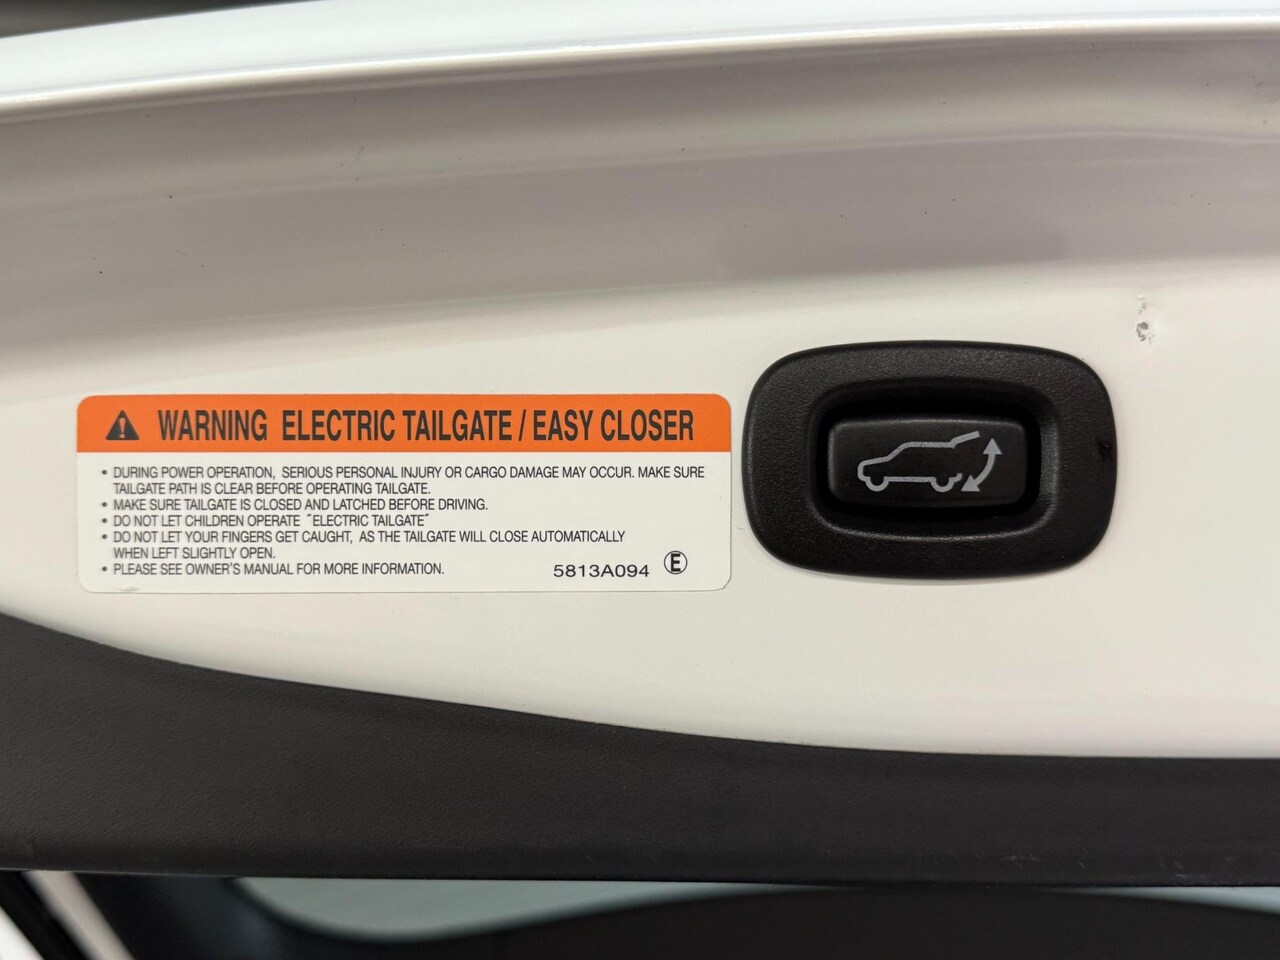 WARNING ELECTRIC TAILGATE / EASY CLOSER
• DURING POWER OPERATION, SERIOUS PERSONAL INJURY OR CARGO DAMAGE MAY OCCUR. MAKE SURE
TAILGATE PATH IS CLEAR BEFORE OPERATING TAILGATE.
• MAKE SURE TAILGATE IS CLOSED AND LATCHED BEFORE DRIVING.
• DO NOT LET CHILDREN OPERATE "ELECTRIC TAILGATE"
• DO NOT LET YOUR FINGERS GET CAUGHT, AS THE TAILGATE WILL CLOSE AUTOMATICALLY
WHEN LEFT SLIGHTLY OPEN.
• PLEASE SEE OWNER'S MANUAL FOR MORE INFORMATION.
5813A094 Ⓔ